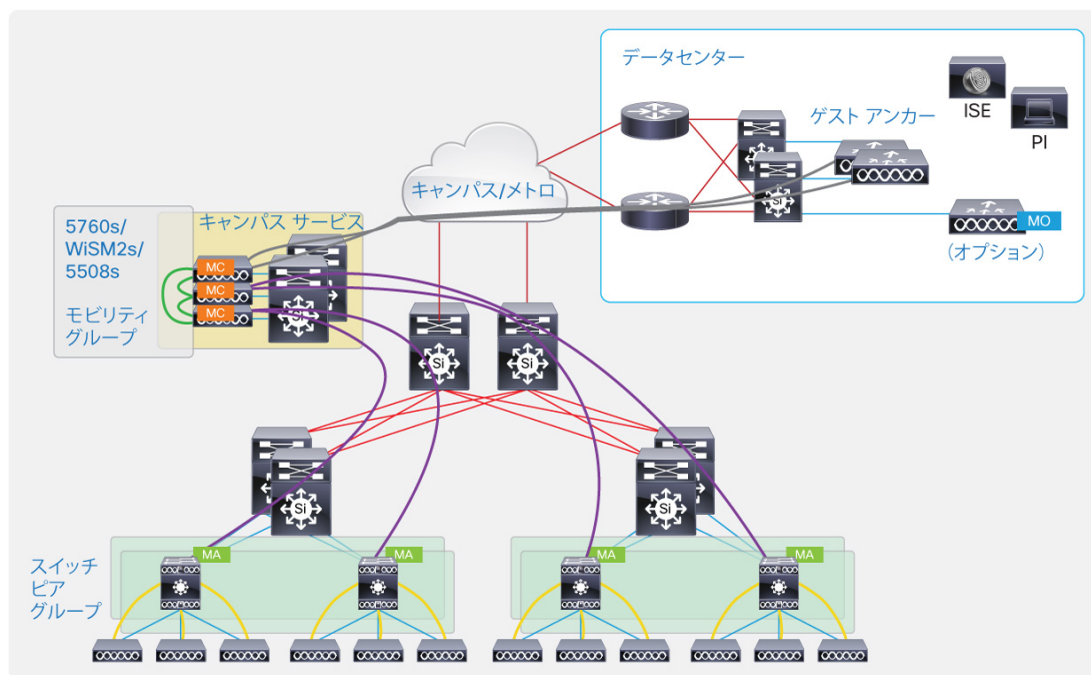 データセンター
ISE
PI
ゲスト アンカー
キャンパス/メトロ
Si
MO
(オプション)
5760s/
WiSM2s/
5508s
モビリティ
グループ
キャンパス サービス
MC
MC
MC
Si
Si
Si
Si
Si
スイッチ
ピア
グループ
MA
MA
MA
MA